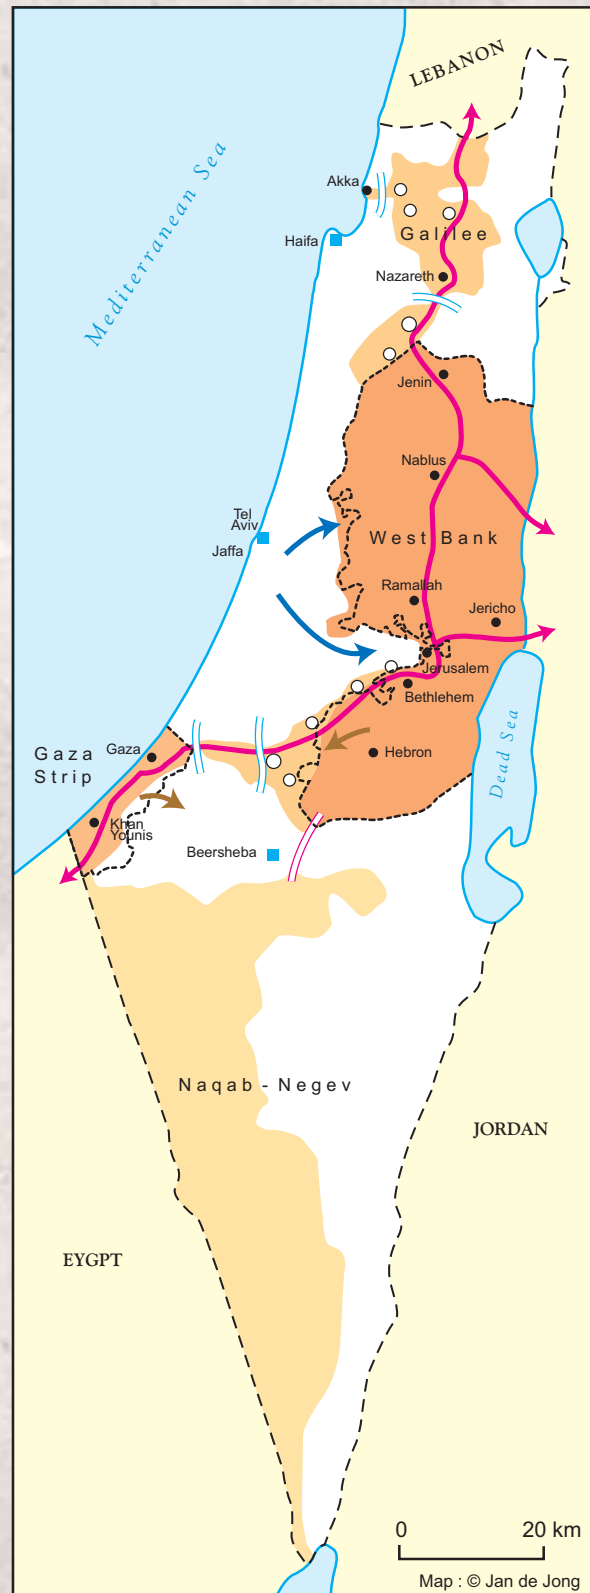 LEBANON
Mediterranean Sea
Akka
Haifa
Galilee
Nazareth
Jenin
Nablus
Tel
Aviv
Jaffa
West Bank
Ramallah
Jericho
Jerusalem
Bethlehem
Gaza
Strip
Gaza
Hebron
Dead Sea
Khan
Younis
Beersheba
Naqab - Negev
JORDAN
EYGPT
0 20 km
Map : © Jan de Jong